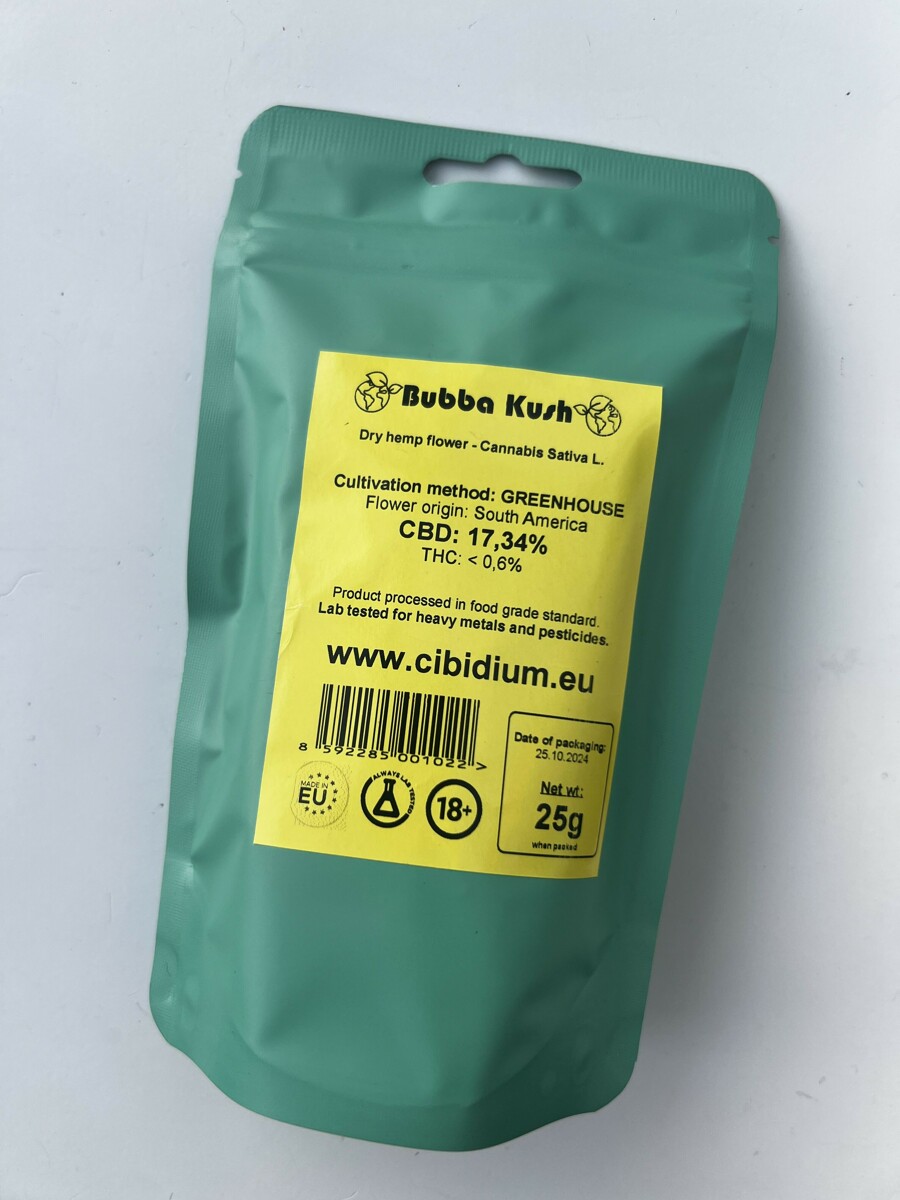 Bubba Kush
Dry hemp flower - Cannabis Sativa L.
Cultivation method: GREENHOUSE
Flower origin: South America
CBD: 17,34%
THC: < 0,6%
Product processed in food grade standard.
Lab tested for heavy metals and pesticides.
www.cibidium.eu
8 592285 001022 >
MADE IN
EU
ALWAYS LAB TESTED
18+
Date of packaging:
25.10.2024
Net wt:
25g
when packed